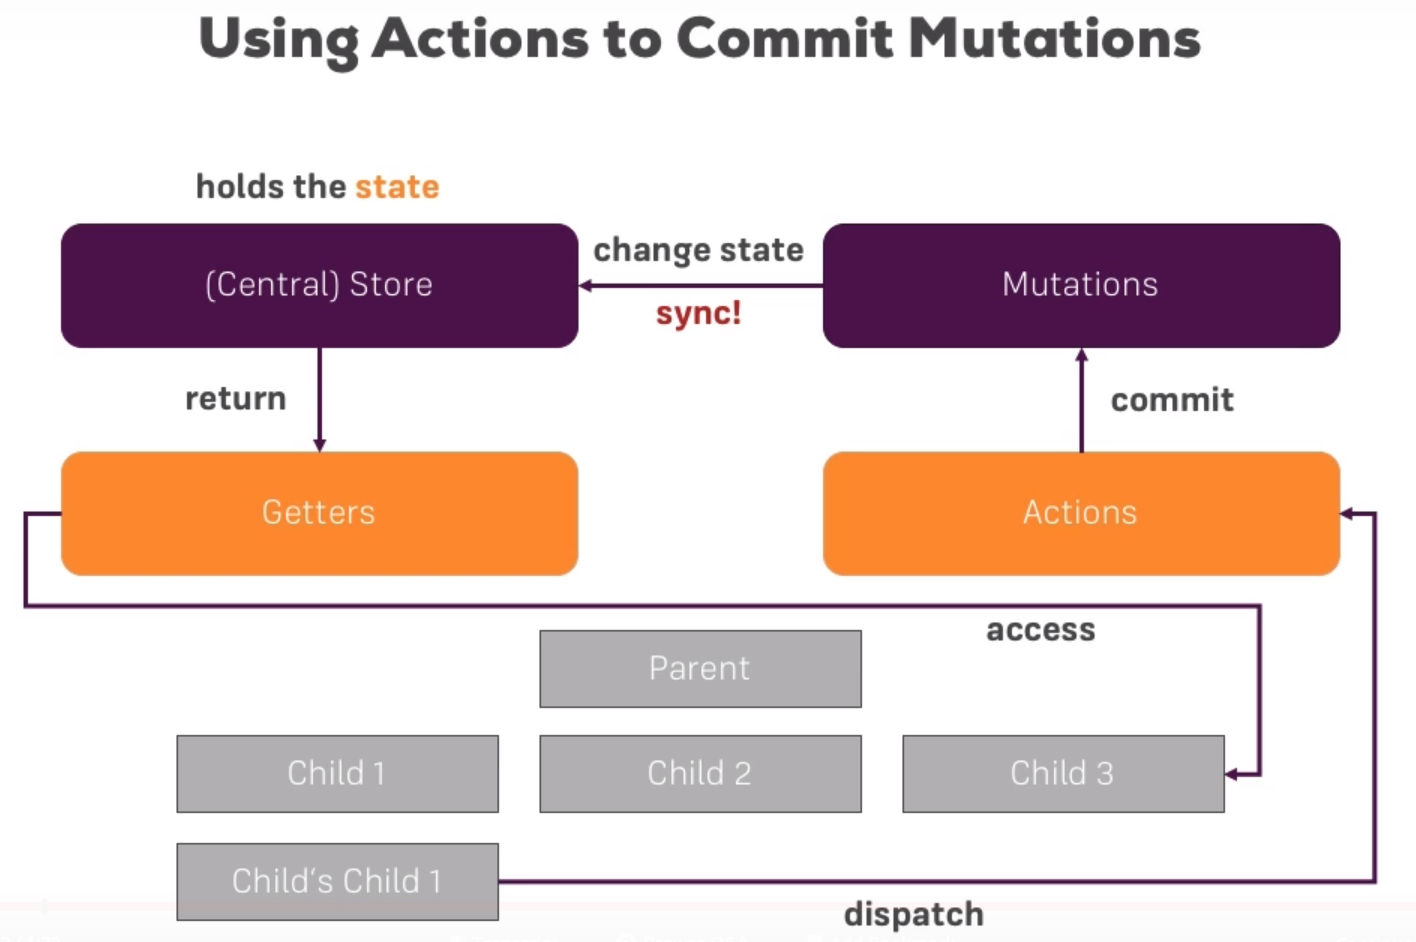 Using Actions to Commit Mutations
holds the state
(Central) Store
change state
sync!
Mutations
return
commit
Getters
Actions
access
Parent
Child 1
Child 2
Child 3
Child's Child 1
dispatch